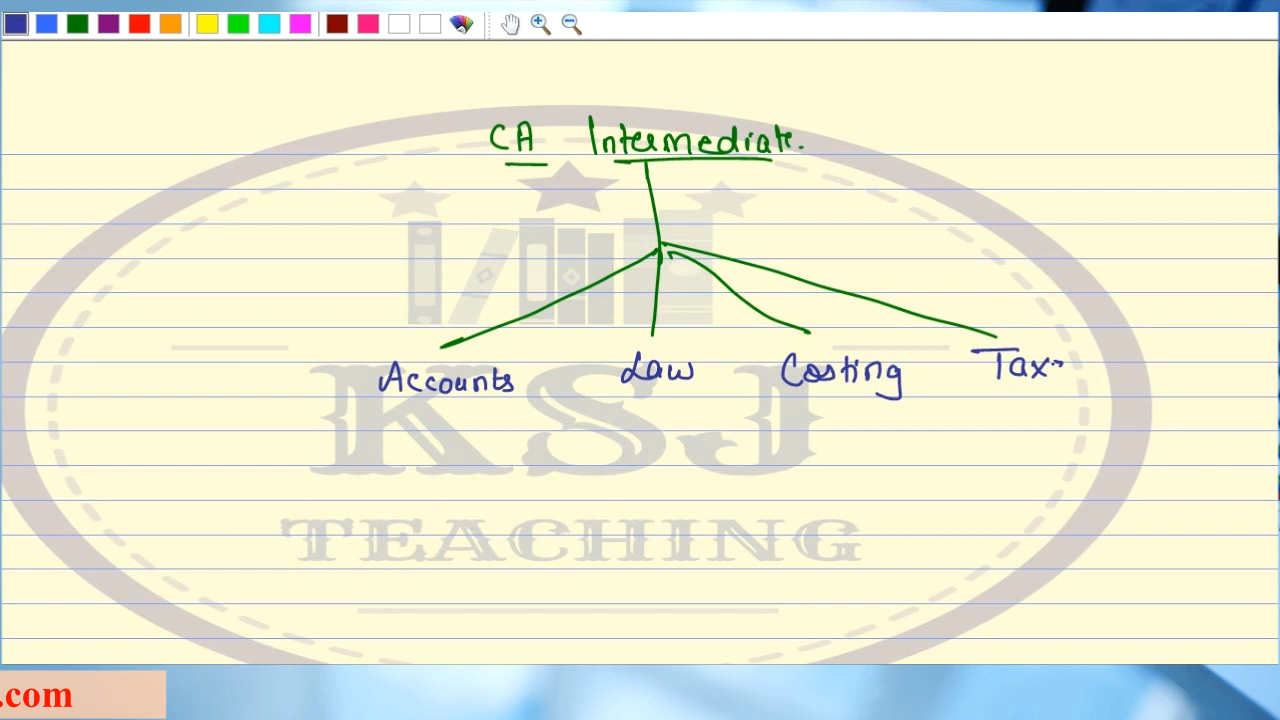 CA Intermediate.
Accounts Law Costing Tax
KSJ
TEACHING
.com